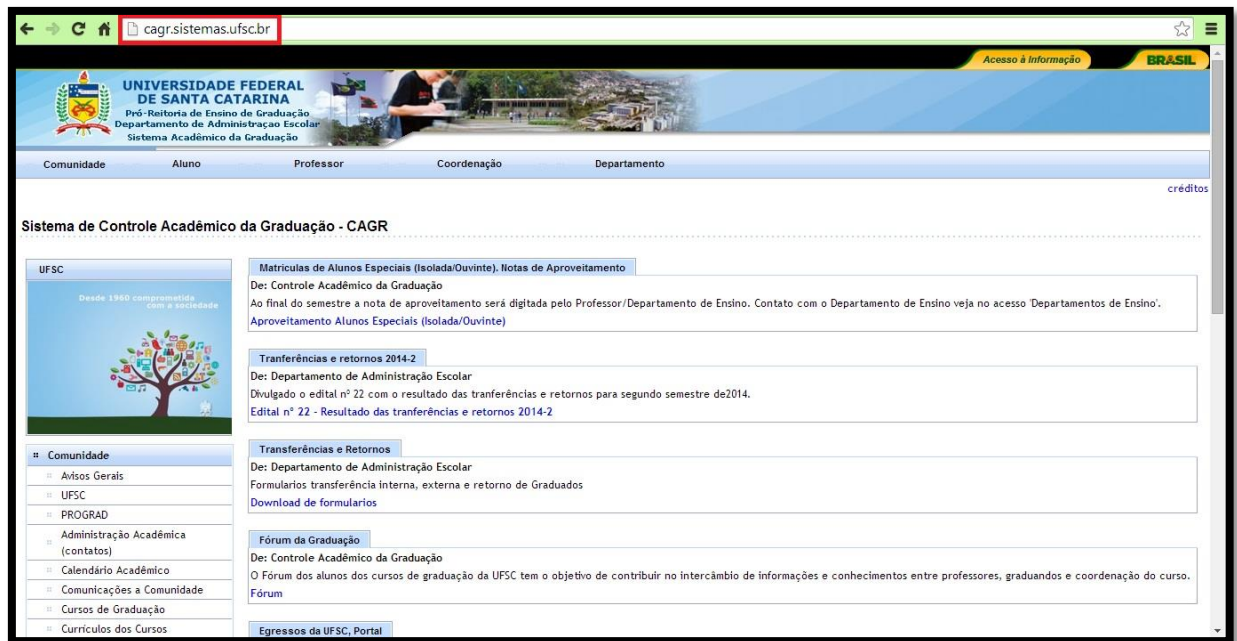 cagr.sistemas.ufsc.br
Acesso à Informação
BRASIL
UNIVERSIDADE FEDERAL
DE SANTA CATARINA
Pró-Reitoria de Ensino de Graduação
Departamento de Administraçao Escolar
Sistema Acadêmico da Graduação
Comunidade Aluno Professor Coordenação Departamento
créditos
Sistema de Controle Acadêmico da Graduação - CAGR
UFSC
Desde 1960 comprometida
com a sociedade
Comunidade
Avisos Gerais
UFSC
PROGRAD
Administração Acadêmica
(contatos)
Calendário Acadêmico
Comunicações a Comunidade
Cursos de Graduação
Currículos dos Cursos
Matriculas de Alunos Especiais (Isolada/Ouvinte). Notas de Aproveitamento
De: Controle Acadêmico da Graduação
Ao final do semestre a nota de aproveitamento será digitada pelo Professor/Departamento de Ensino. Contato com o Departamento de Ensino veja no acesso 'Departamentos de Ensino'.
Aproveitamento Alunos Especiais (Isolada/Ouvinte)
Tranferências e retornos 2014-2
De: Departamento de Administração Escolar
Divulgado o edital nº 22 com o resultado das tranferências e retornos para segundo semestre de2014.
Edital nº 22 - Resultado das tranferências e retornos 2014-2
Transferências e Retornos
De: Departamento de Administração Escolar
Formularios transferência interna, externa e retorno de Graduados
Download de formularios
Fórum da Graduação
De: Controle Acadêmico da Graduação
O Fórum dos alunos dos cursos de graduação da UFSC tem o objetivo de contribuir no intercâmbio de informações e conhecimentos entre professores, graduandos e coordenação do curso.
Fórum
Egressos da UFSC, Portal